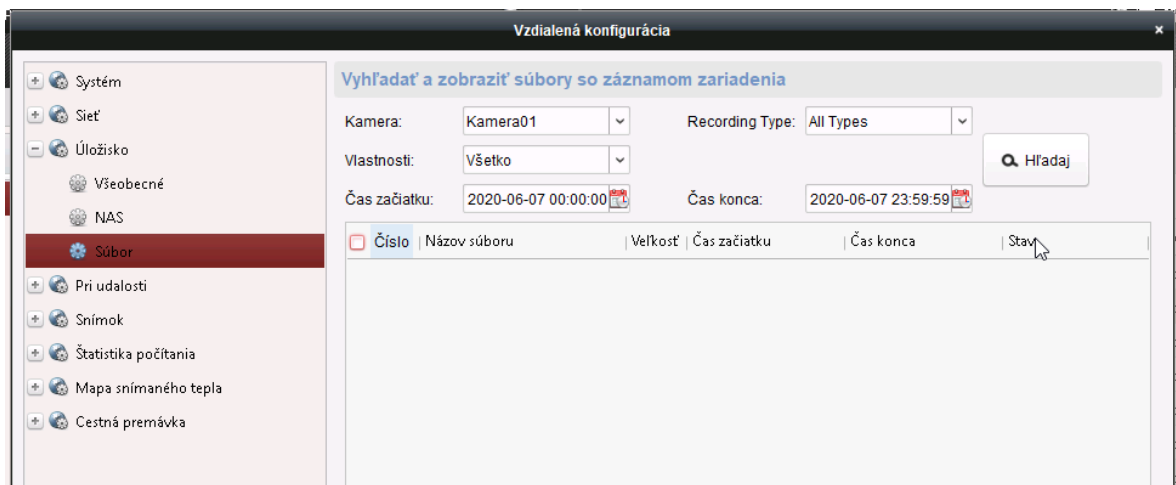 Vzdialená konfigurácia
Systém
Sieť
Úložisko
Všeobecné
NAS
Súbor
Pri udalosti
Snímok
Štatistika počítania
Mapa snímaného tepla
Cestná premávka
Vyhľadať a zobraziť súbory so záznamom zariadenia
Kamera: Kamera01 Recording Type: All Types
Vlastnosti: Všetko
Hľadaj
Čas začiatku: 2020-06-07 00:00:00 Čas konca: 2020-06-07 23:59:59
Číslo Názov súboru Veľkosť Čas začiatku Čas konca Stav